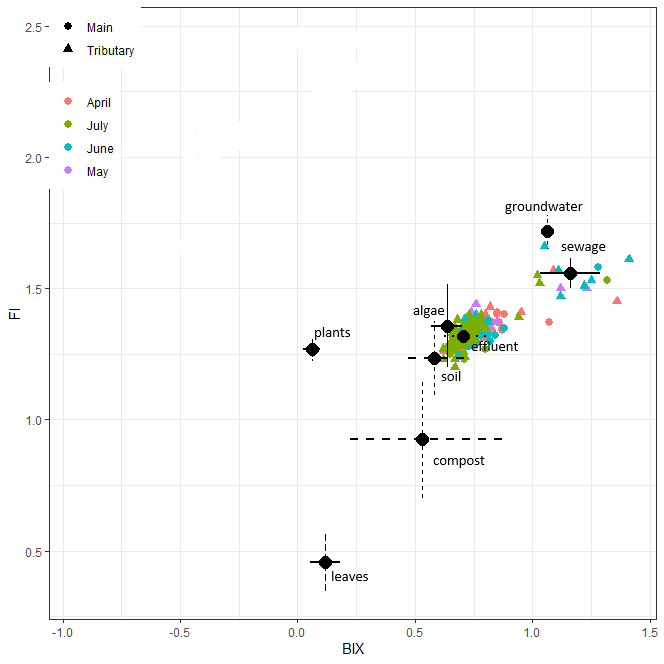 2.5
Main
Tributary
April
July
June
May
2.0
groundwater
sewage
1.5
algae
plants
effluent
soil
1.0
compost
0.5
leaves
FI
-1.0 -0.5 0.0 0.5 1.0 1.5
BIX